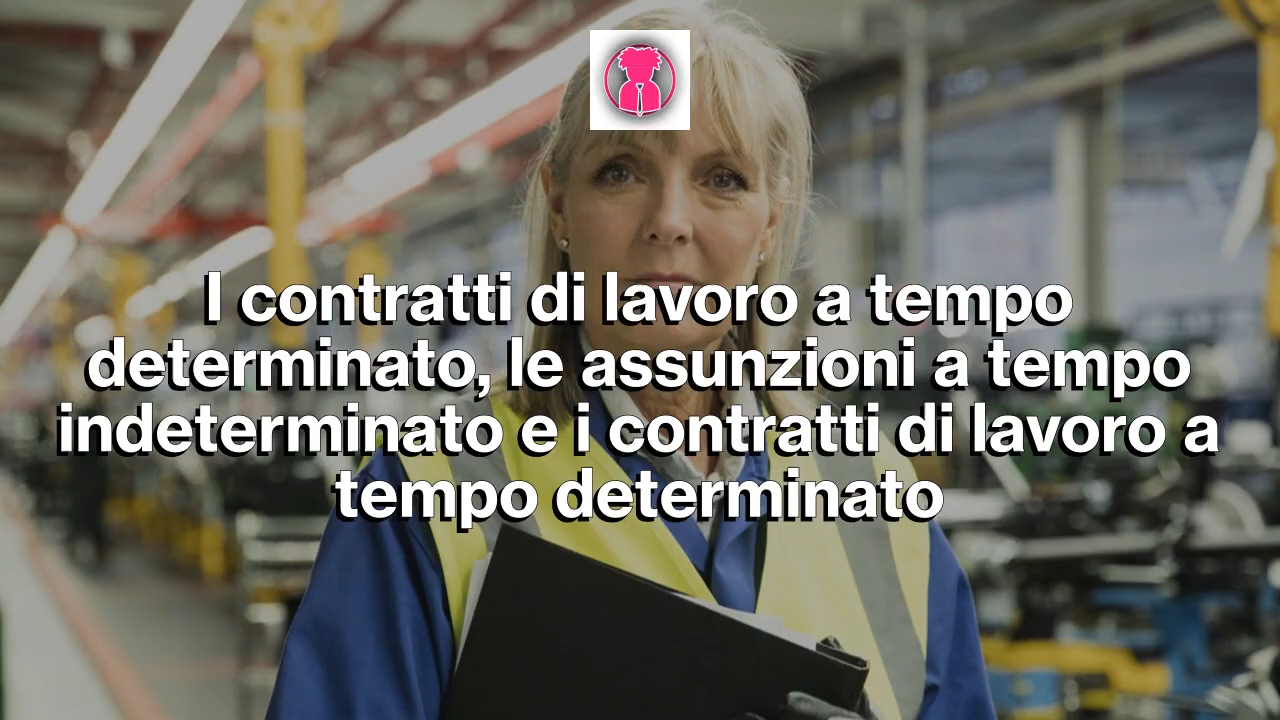 I contratti di lavoro a tempo
determinato, le assunzioni a tempo
indeterminato e i contratti di lavoro a
tempo determinato